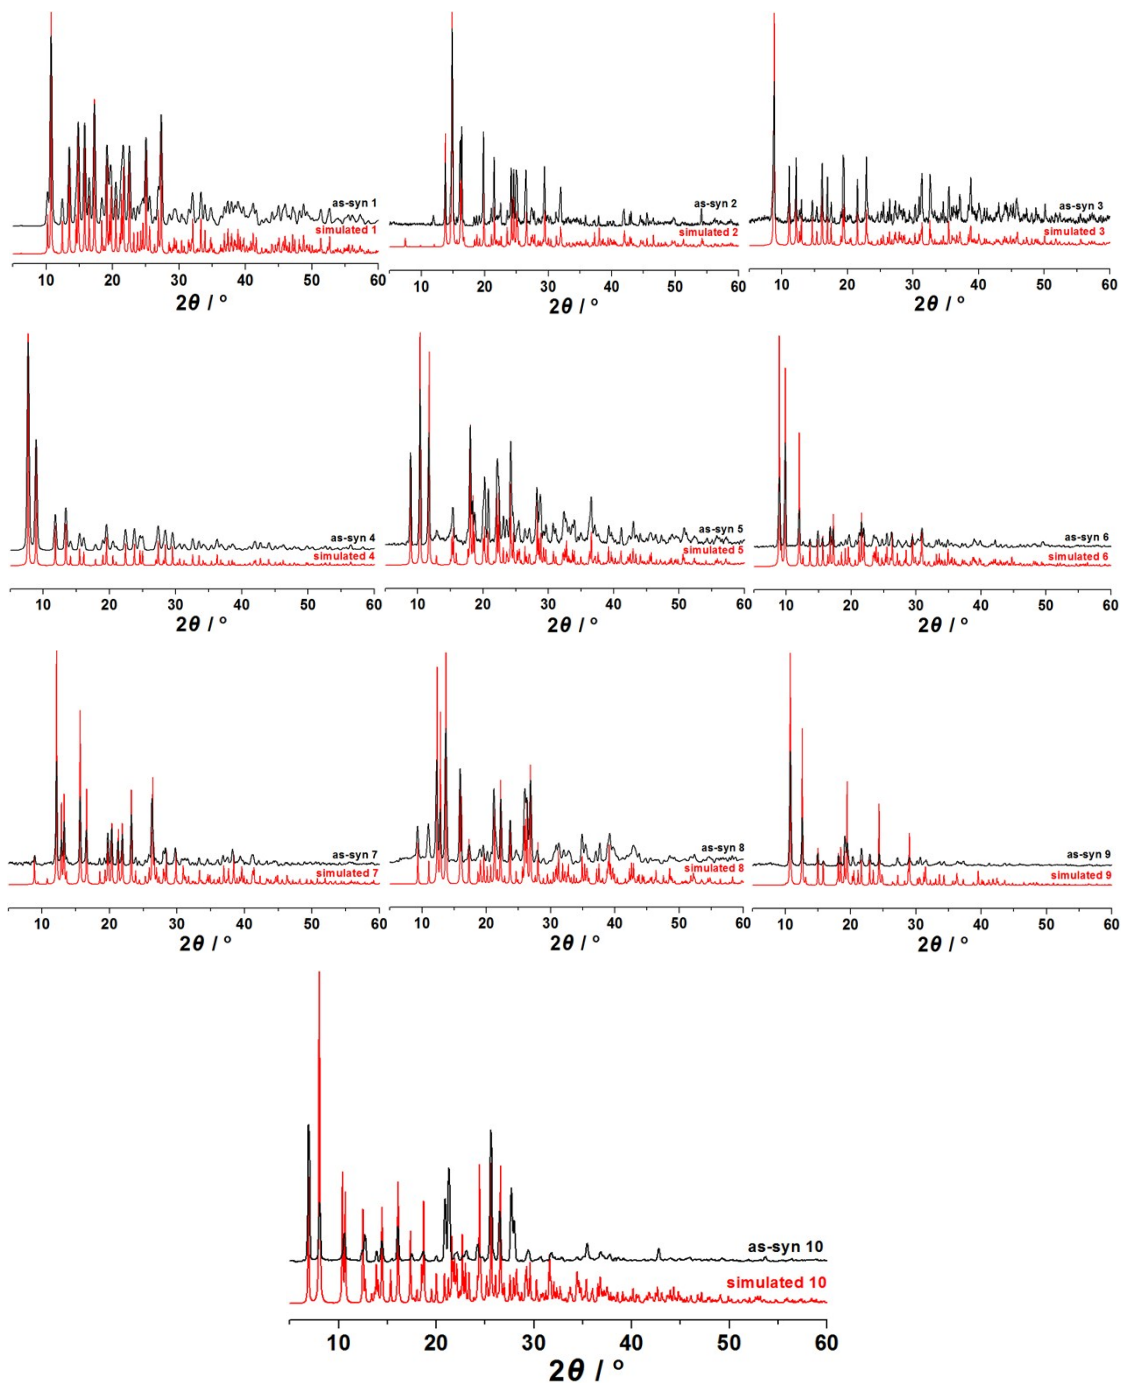 as-syn 1
simulated 1
10 20 30 40 50 60
2θ / °
as-syn 2
simulated 2
10 20 30 40 50 60
2θ / °
as-syn 3
simulated 3
10 20 30 40 50 60
2θ / °
as-syn 4
simulated 4
10 20 30 40 50 60
2θ / °
as-syn 5
simulated 5
10 20 30 40 50 60
2θ / °
as-syn 6
simulated 6
10 20 30 40 50 60
2θ / °
as-syn 7
simulated 7
10 20 30 40 50 60
2θ / °
as-syn 8
simulated 8
10 20 30 40 50 60
2θ / °
as-syn 9
simulated 9
10 20 30 40 50 60
2θ / °
as-syn 10
simulated 10
10 20 30 40 50 60
2θ / °